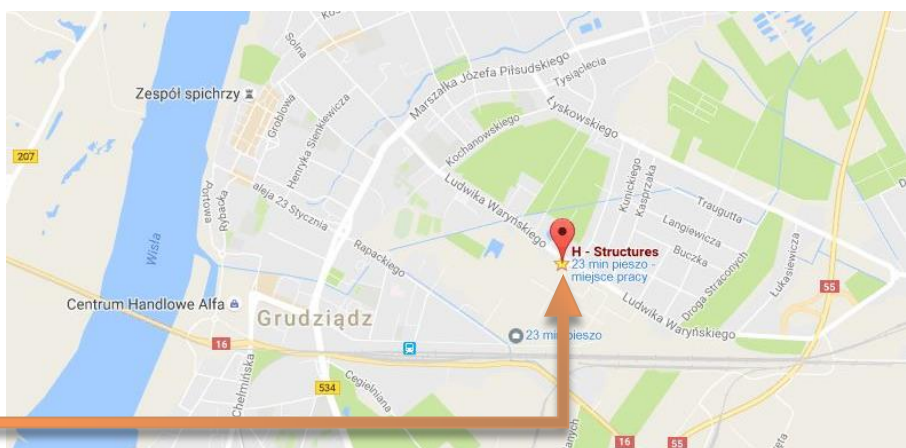 Solna
Kos
Zespół spichrzy
Groblowa
Henryka Sienkiewicza
Marszałka Józefa Piłsudskiego
Tysiąclecia
Łyskowskiego
Kochanowskiego
207
Portowa
Rybacka
aleja 23 Stycznia
Rapackiego
Ludwika Waryńskiego
Kunickiego
Kasprzaka
Traugutta
Langiewicza
Buczka
Wisła
H - Structures
23 min pieszo -
miejsce pracy
Droga Straconych
Łukasiewicza
55
Centrum Handlowe Alfa
Grudziądz
Ludwika Waryńskiego
16
23 min pieszo
Chełmińska
534
Cegielniana
16
55